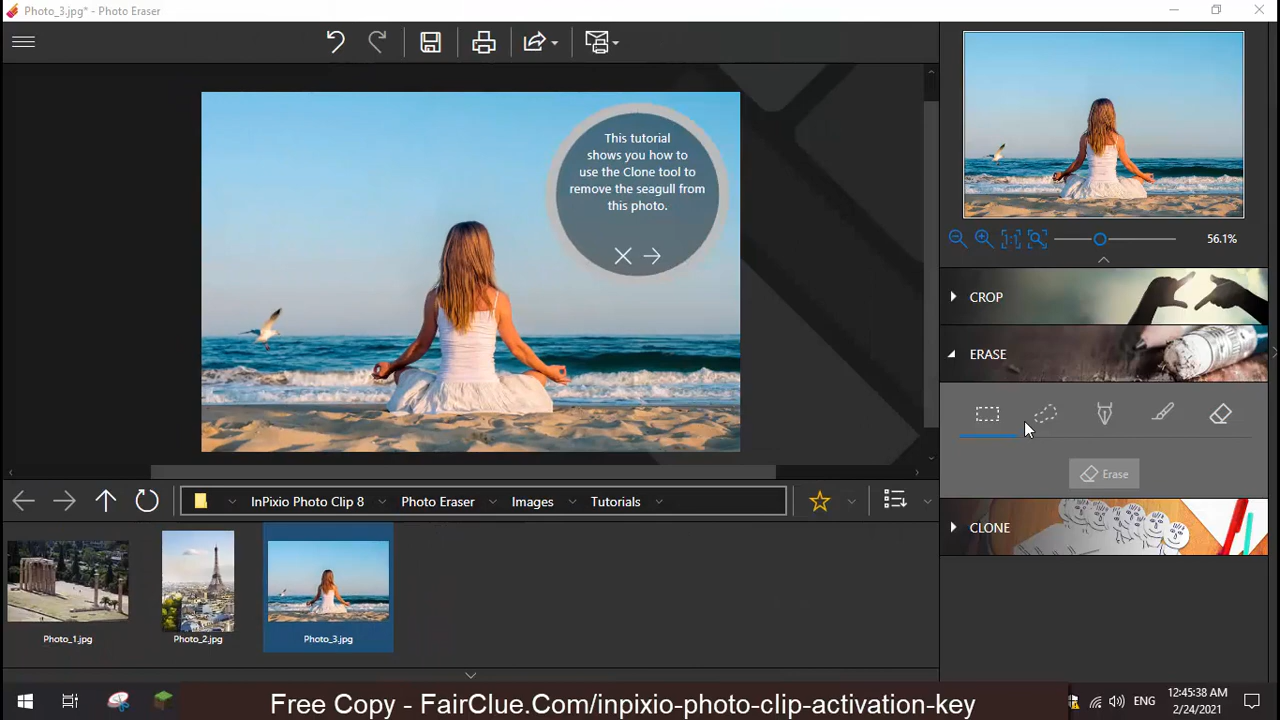 Photo_3.jpg* - Photo Eraser
This tutorial
shows you how to
use the Clone tool to
remove the seagull from
this photo.
1:1
56.1%
CROP
ERASE
Erase
CLONE
InPixio Photo Clip 8
Photo Eraser
Images
Tutorials
Photo_1.jpg
Photo_2.jpg
Photo_3.jpg
Free Copy - FairClue.Com/inpixio-photo-clip-activation-key
ENG
12:45:38 AM
2/24/2021